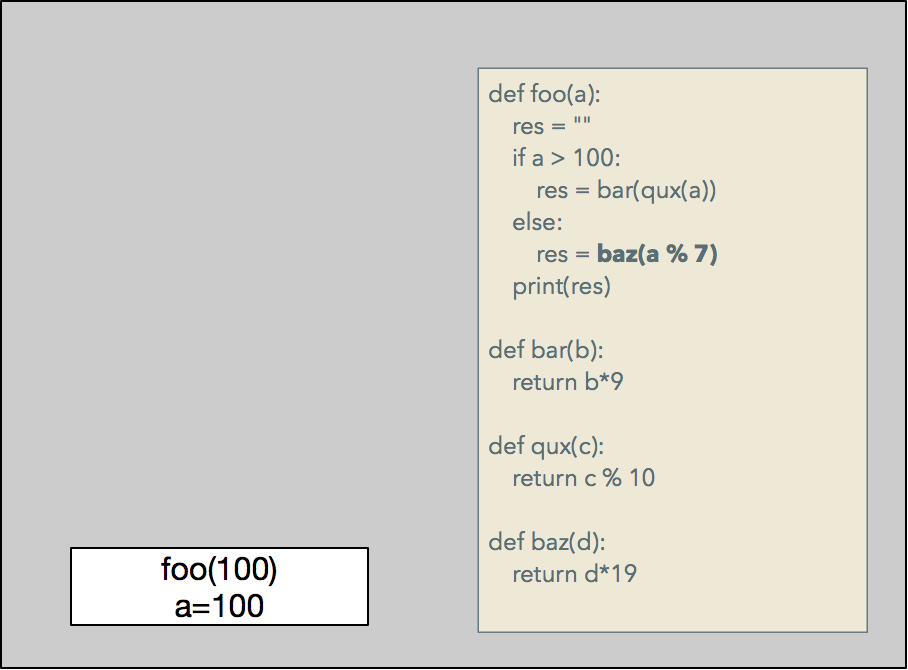 def foo(a):
    res = ""
    if a > 100:
        res = bar(qux(a))
    else:
        res = baz(a % 7)
    print(res)

def bar(b):
    return b*9

def qux(c):
    return c % 10

def baz(d):
    return d*19
foo(100)
a=100